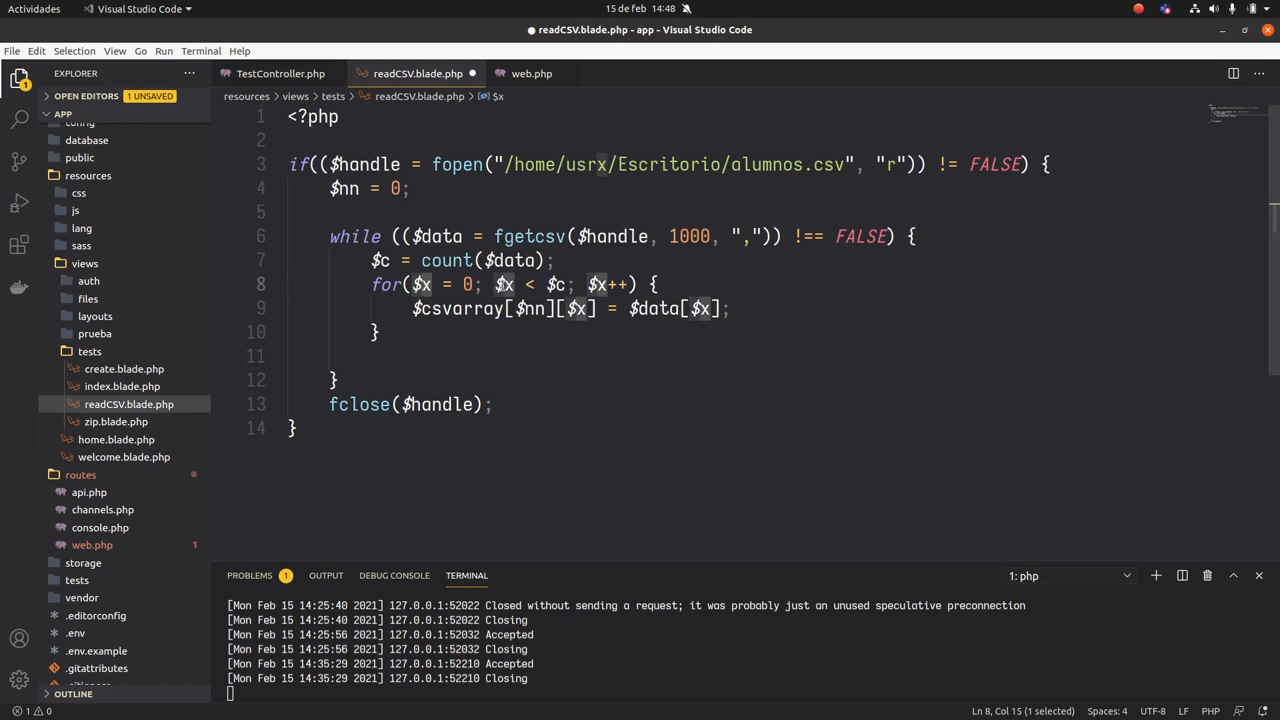 Actividades
Visual Studio Code
15 de feb 14:48
readCSV.blade.php - app - Visual Studio Code
File Edit Selection View Go Run Terminal Help
EXPLORER
TestController.php
readCSV.blade.php
web.php
OPEN EDITORS 1 UNSAVED
resources > views > tests > readCSV.blade.php > $x
APP
config
database
public
resources
css
js
lang
sass
views
auth
files
layouts
prueba
tests
create.blade.php
index.blade.php
readCSV.blade.php
zip.blade.php
home.blade.php
welcome.blade.php
routes
api.php
channels.php
console.php
web.php 1
storage
tests
vendor
.editorconfig
.env
.env.example
.gitattributes
OUTLINE
1 <?php
2
3 if(($handle = fopen("/home/usrx/Escritorio/alumnos.csv", "r")) != FALSE) {
4 $nn = 0;
5
6 while (($data = fgetcsv($handle, 1000, ",")) !== FALSE) {
7 $c = count($data);
8 for($x = 0; $x < $c; $x++) {
9 $csvarray[$nn][$x] = $data[$x];
10 }
11
12 }
13 fclose($handle);
14 }
PROBLEMS 1 OUTPUT DEBUG CONSOLE TERMINAL
1: php
[Mon Feb 15 14:25:40 2021] 127.0.0.1:52022 Closed without sending a request; it was probably just an unused speculative preconnection
[Mon Feb 15 14:25:40 2021] 127.0.0.1:52022 Closing
[Mon Feb 15 14:25:56 2021] 127.0.0.1:52032 Accepted
[Mon Feb 15 14:25:56 2021] 127.0.0.1:52032 Closing
[Mon Feb 15 14:35:29 2021] 127.0.0.1:52210 Accepted
[Mon Feb 15 14:35:29 2021] 127.0.0.1:52210 Closing
1 0
Ln 8, Col 15 (1 selected) Spaces: 4 UTF-8 LF PHP